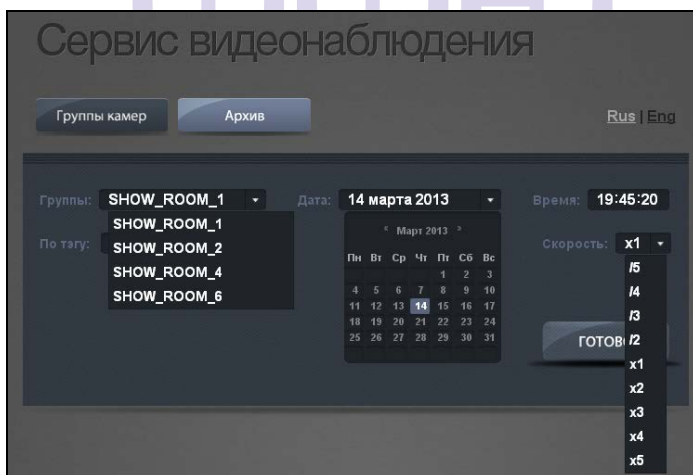 Сервис видеонаблюдения
Группы камер Архив Rus | Eng
Группы: SHOW_ROOM_1 Дата: 14 марта 2013 Время: 19:45:20
SHOW_ROOM_1
SHOW_ROOM_2
SHOW_ROOM_4
SHOW_ROOM_6
По тэгу:
« Март 2013 »
Пн Вт Ср Чт Пт Сб Вс
1 2 3
4 5 6 7 8 9 10
11 12 13 14 15 16 17
18 19 20 21 22 23 24
25 26 27 28 29 30 31
Скорость: x1
/5
/4
/3
/2
x1
x2
x3
x4
x5
ГОТОВО